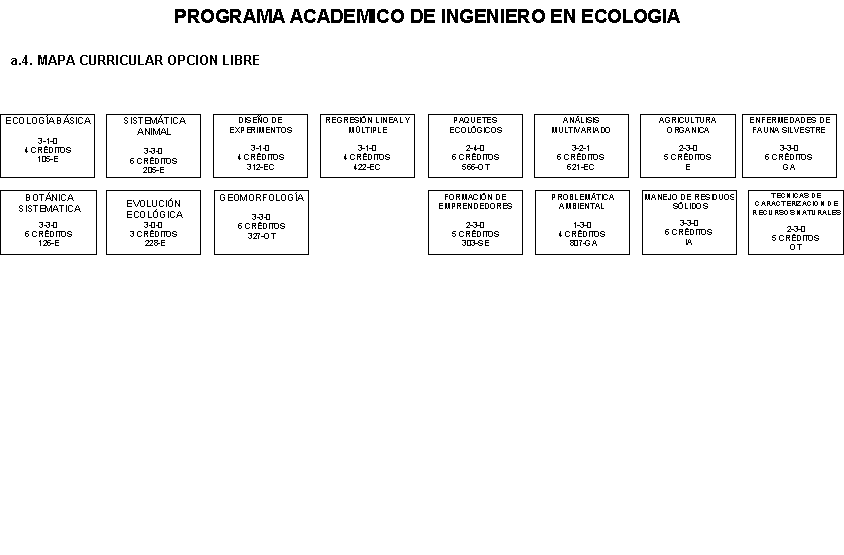 PROGRAMA ACADEMICO DE INGENIERO EN ECOLOGIA
a.4. MAPA CURRICULAR OPCION LIBRE
ECOLOGÍA BÁSICA
3-1-0
4 CRÉDITOS
105-E
SISTEMÁTICA
ANIMAL
3-3-0
6 CRÉDITOS
205-E
DISEÑO DE
EXPERIMENTOS
3-1-0
4 CRÉDITOS
312-EC
REGRESIÓN LINEAL Y
MÚLTIPLE
3-1-0
4 CRÉDITOS
422-EC
PAQUETES
ECOLÓGICOS
2-4-0
6 CRÉDITOS
566-OT
ANÁLISIS
MULTIVARIADO
3-2-1
6 CRÉDITOS
621-EC
AGRICULTURA
ORGANICA
2-3-0
5 CRÉDITOS
E
ENFERMEDADES DE
FAUNA SILVESTRE
3-3-0
6 CRÉDITOS
GA
BOTÁNICA
SISTEMATICA
3-3-0
6 CRÉDITOS
126-E
EVOLUCIÓN
ECOLÓGICA
3-0-0
3 CRÉDITOS
228-E
GEOMORFOLOGÍA
3-3-0
6 CRÉDITOS
327-OT
FORMACIÓN DE
EMPRENDEDORES
2-3-0
5 CRÉDITOS
303-SE
PROBLEMÁTICA
AMBIENTAL
1-3-0
4 CRÉDITOS
807-GA
MANEJO DE RESIDUOS
SÓLIDOS
3-3-0
6 CRÉDITOS
IA
TECNICAS DE
CARACTERIZACION DE
RECURSOS NATURALES
2-3-0
5 CRÉDITOS
OT